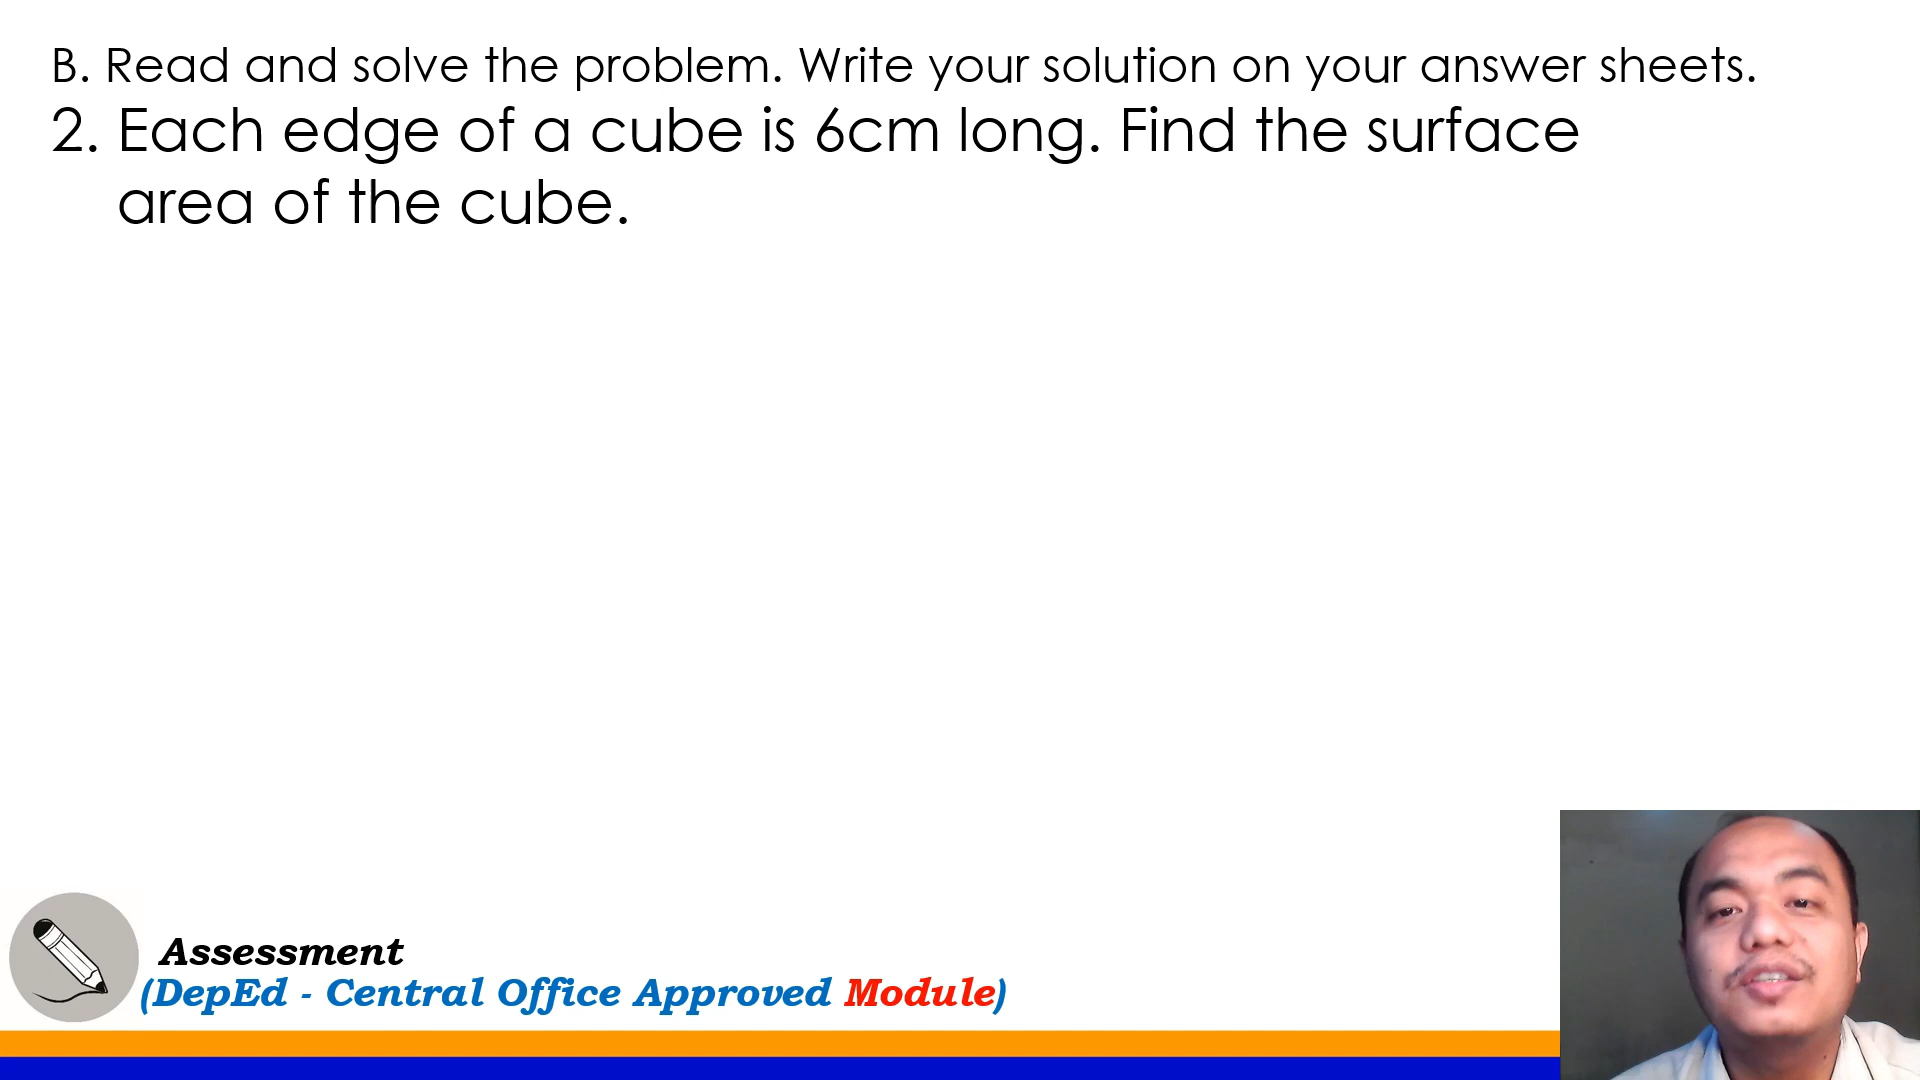 B. Read and solve the problem. Write your solution on your answer sheets.
2. Each edge of a cube is 6cm long. Find the surface
area of the cube.
Assessment
(DepEd - Central Office Approved Module)